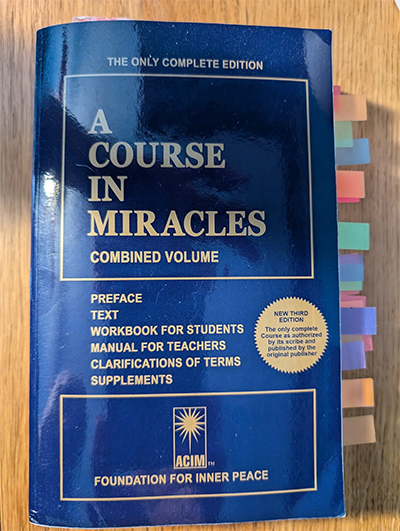 THE ONLY COMPLETE EDITION
A
COURSE
IN
MIRACLES
COMBINED VOLUME
PREFACE
TEXT
WORKBOOK FOR STUDENTS
MANUAL FOR TEACHERS
CLARIFICATIONS OF TERMS
SUPPLEMENTS
NEW THIRD
EDITION
The only complete
Course as authorized
by its scribe and
published by the
original publisher
ACIM™
FOUNDATION FOR INNER PEACE